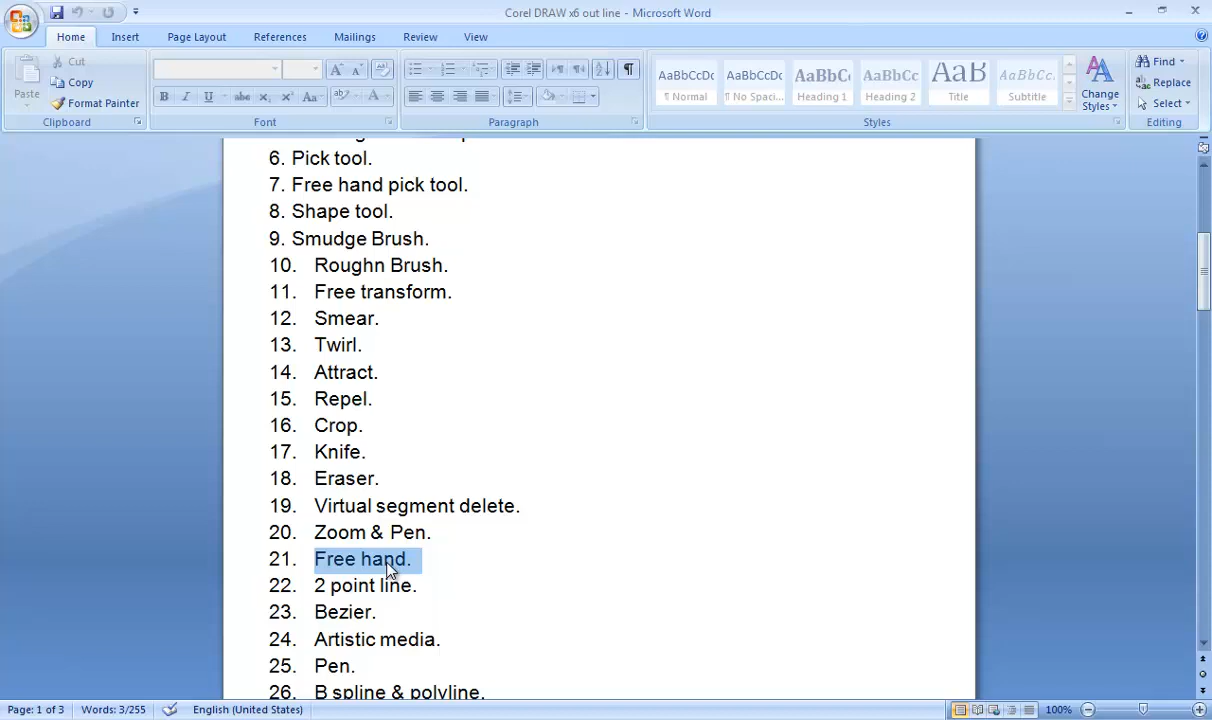 Corel DRAW x6 out line - Microsoft Word
Home Insert Page Layout References Mailings Review View
Paste
Cut
Copy
Format Painter
Clipboard
B I U abe X₂ X² Aa A
Font
Paragraph
AaBbCcDc AaBbCcDc AaBbC AaBbCc AaB AaBbCc.
¶ Normal ¶ No Spaci... Heading 1 Heading 2 Title Subtitle
Change Styles
Styles
Find
Replace
Select
Editing
6. Pick tool.
7. Free hand pick tool.
8. Shape tool.
9. Smudge Brush.
10. Roughn Brush.
11. Free transform.
12. Smear.
13. Twirl.
14. Attract.
15. Repel.
16. Crop.
17. Knife.
18. Eraser.
19. Virtual segment delete.
20. Zoom & Pen.
21. Free hand.
22. 2 point line.
23. Bezier.
24. Artistic media.
25. Pen.
26. B spline & polyline.
Page: 1 of 3 Words: 3/255 English (United States) 100%